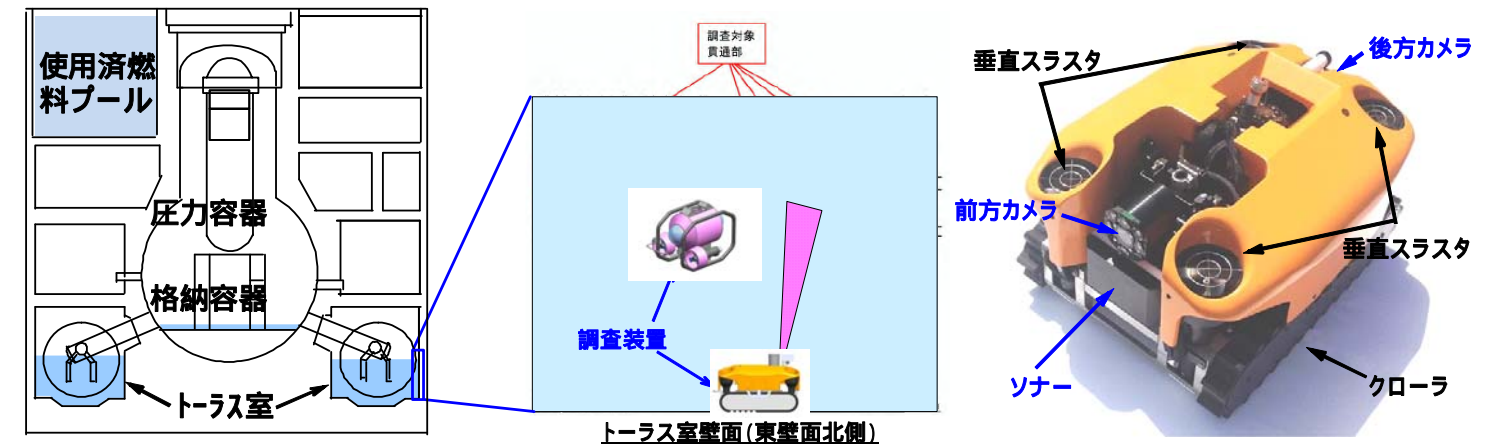 使用済燃
料プール
圧力容器
格納容器
トーラス室
調査対象
貫通部
調査装置
トーラス室壁面(東壁面北側)
垂直スラスタ
後方カメラ
前方カメラ
垂直スラスタ
ソナー
クローラ